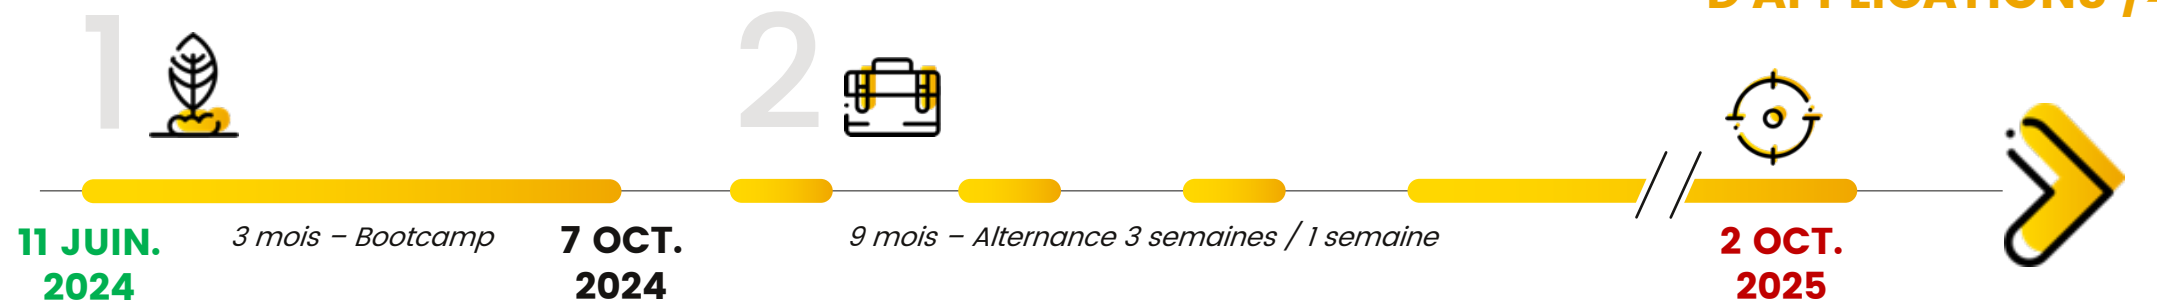 D'APPLICATIONS /
1
2
11 JUIN.
2024
3 mois – Bootcamp
7 OCT.
2024
9 mois – Alternance 3 semaines / 1 semaine
2 OCT.
2025